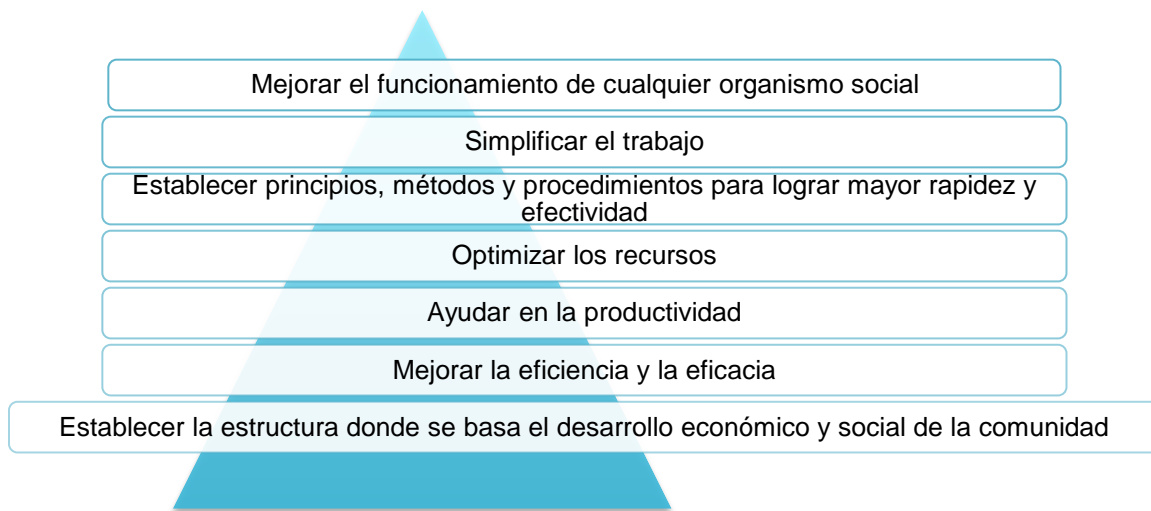 Mejorar el funcionamiento de cualquier organismo social
Simplificar el trabajo
Establecer principios, métodos y procedimientos para lograr mayor rapidez y
efectividad
Optimizar los recursos
Ayudar en la productividad
Mejorar la eficiencia y la eficacia
Establecer la estructura donde se basa el desarrollo económico y social de la comunidad